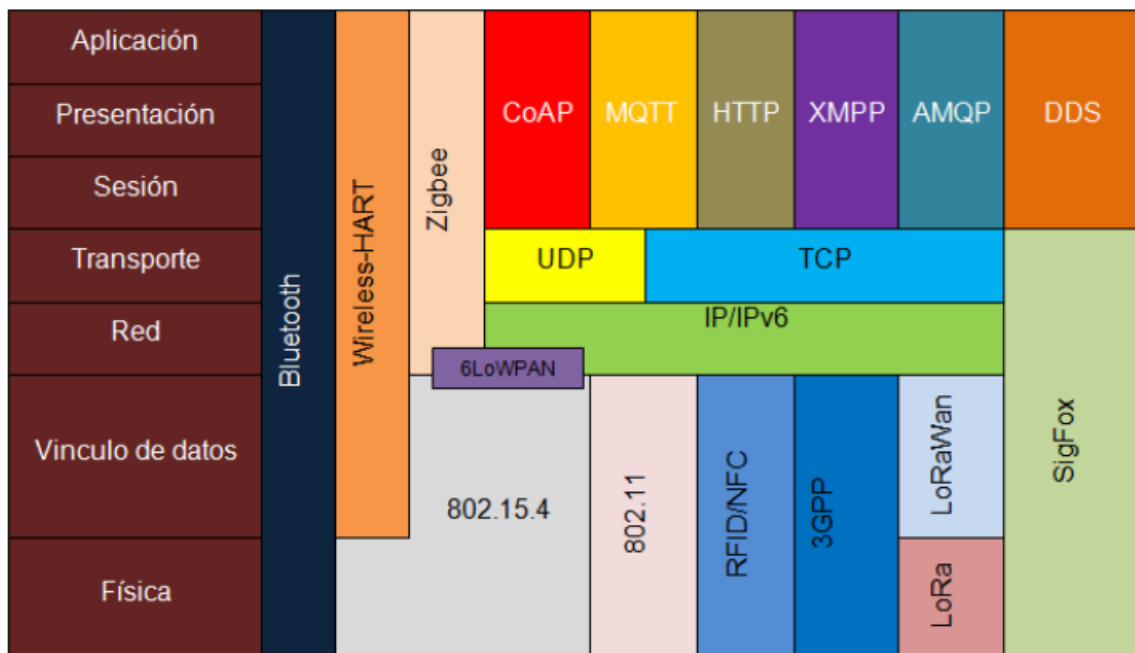 Aplicación
Presentación
CoAP MQTT HTTP XMPP AMQP DDS
Sesión
Zigbee
Wireless-HART
Bluetooth
Transporte
UDP TCP
Red
IP/IPv6
6LoWPAN
Vinculo de datos
802.15.4
802.11
RFID/NFC
3GPP
LoRaWan
SigFox
Física
LoRa